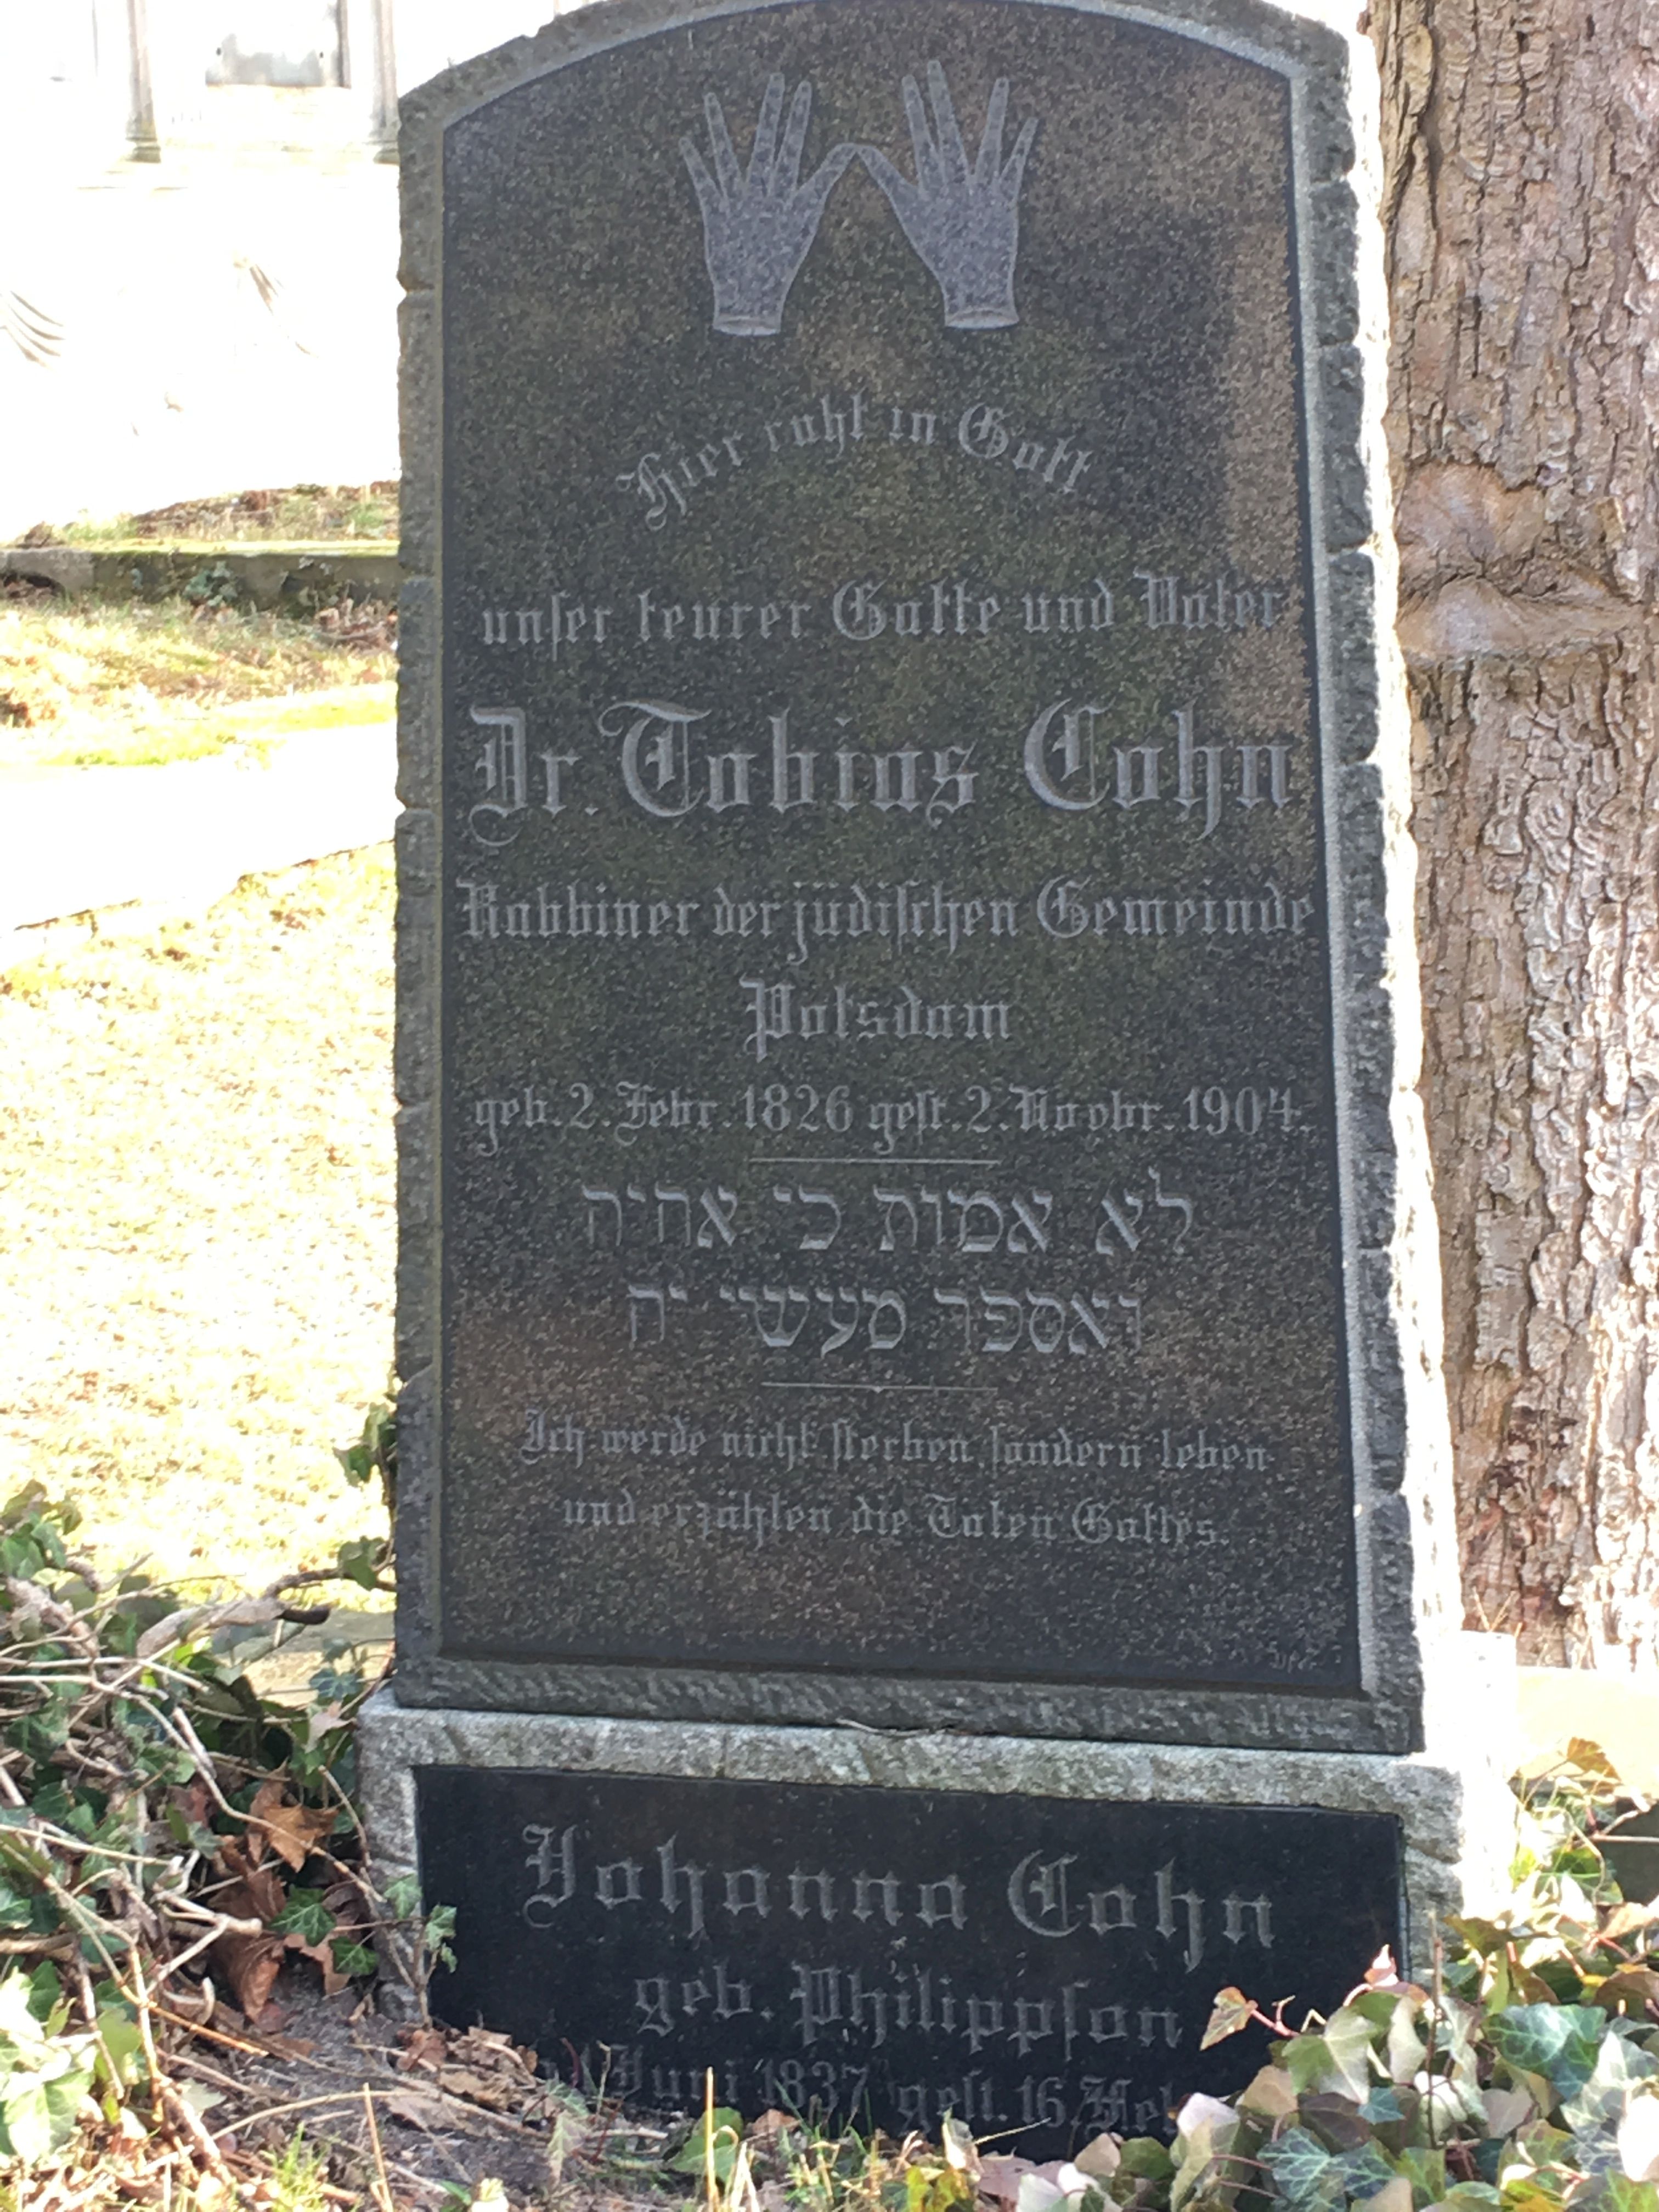 Hier ruht in Gott
unser teurer Gatte und Vater
Dr. Tobias Cohn
Rabbiner der jüdischen Gemeinde
Potsdam
geb. 2. Febr. 1826 gest. 2. Novbr. 1904.
לא אמות כי אחיה
ואספר מעשי יה
Ich werde nicht sterben, sondern leben
und erzählen die Taten Gottes.
Johanna Cohn
geb. Philippson
Juni 1837 gest. 16. Feb